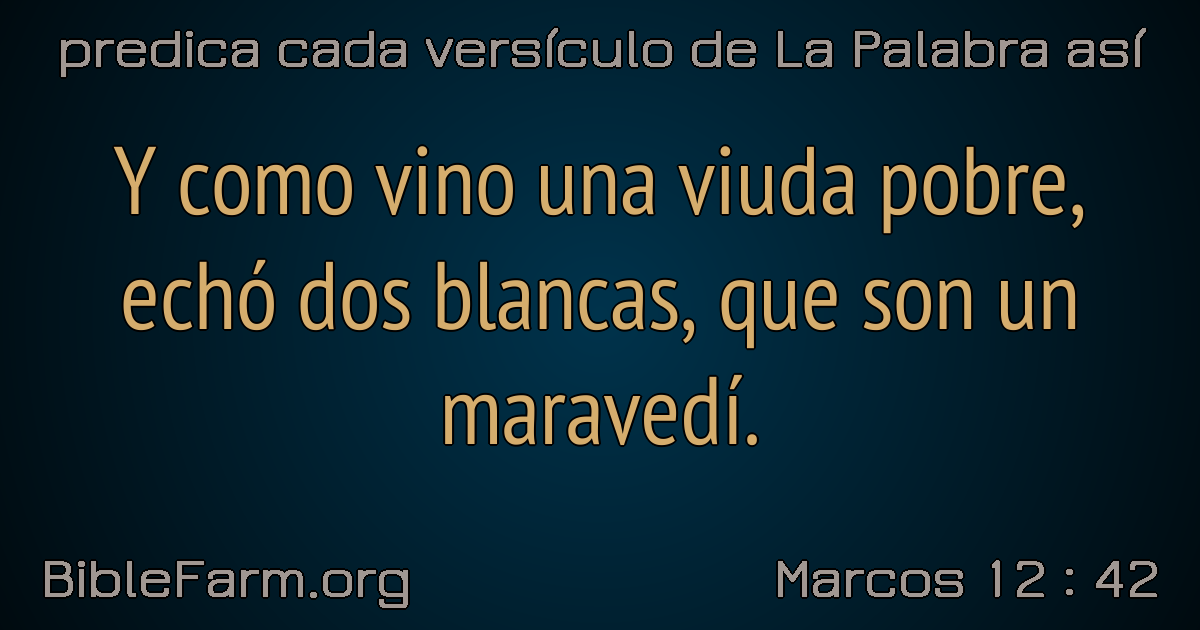 predica cada versículo de La Palabra así
Y como vino una viuda pobre,
echó dos blancas, que son un
maravedí.
BibleFarm.org
Marcos 12 : 42